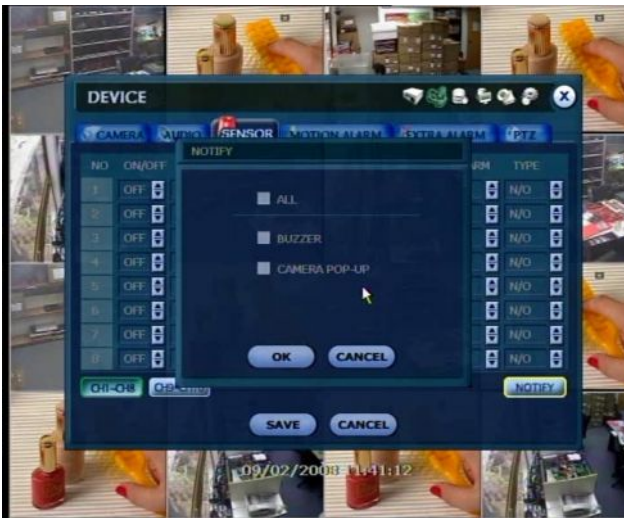 DEVICE
X
CAMERA AUDIO SENSOR MOTION ALARM EXTRA ALARM PTZ
NOTIFY
NO ON/OFF TYPE
ALL
BUZZER
CAMERA POP-UP
OK CANCEL
1 OFF N/O
2 OFF N/O
3 OFF N/O
4 OFF N/O
5 OFF N/O
6 OFF N/O
7 OFF N/O
8 OFF N/O
CH1~CH8 NOTIFY
SAVE CANCEL
09/02/2008 11:41:12